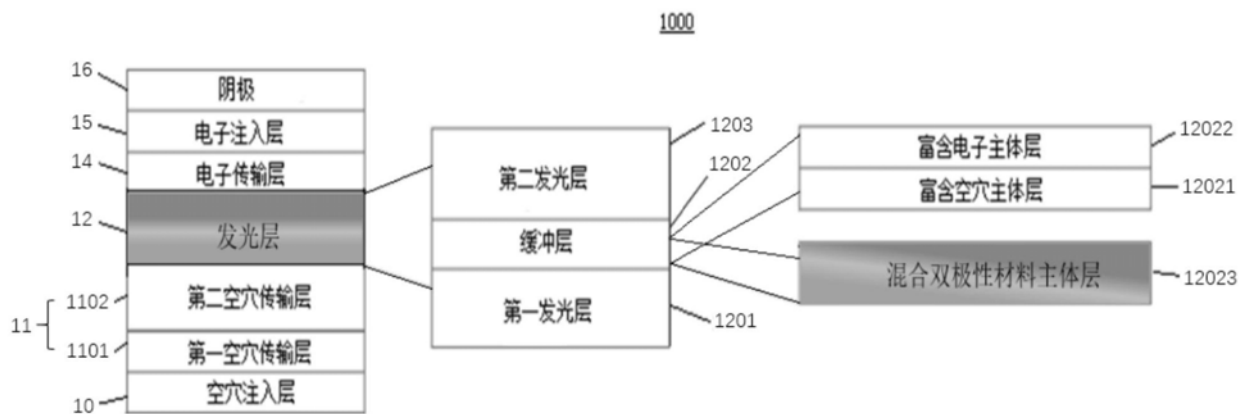 1000
16
阴极
15
电子注入层
14
电子传输层
12
发光层
1102
第二空穴传输层
11
1101
第一空穴传输层
10
空穴注入层
1203
第二发光层
1202
缓冲层
第一发光层
1201
12022
富含电子主体层
富含空穴主体层
12021
混合双极性材料主体层
12023